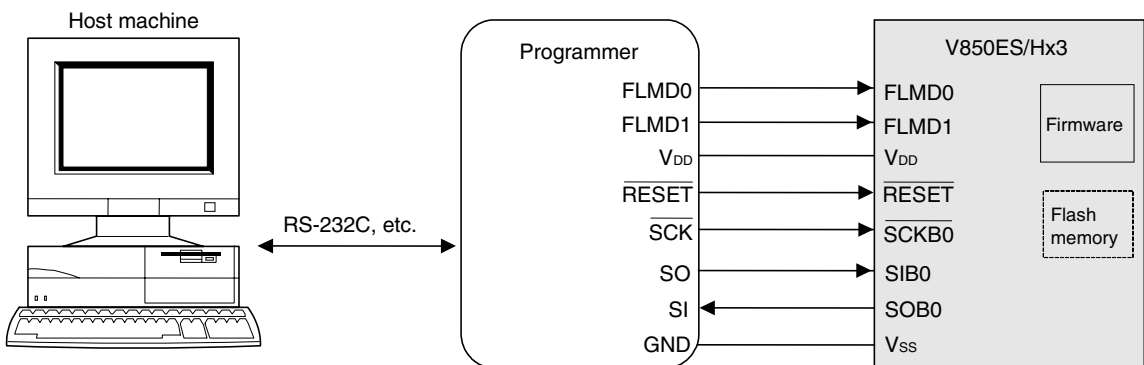 Host machine
RS-232C, etc.
Programmer
FLMD0
FLMD1
VDD
RESET
SCK
SO
SI
GND
V850ES/Hx3
FLMD0
FLMD1
VDD
RESET
SCKB0
SIB0
SOB0
VSS
Firmware
Flash
memory